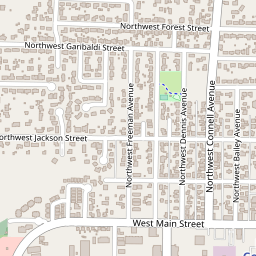 Northwest Forest Street
Northwest Garibaldi Street
Northwest Freeman Avenue
Northwest Dennis Avenue
Northwest Connell Avenue
Northwest Bailey Avenue
orthwest Jackson Street
West Main Street